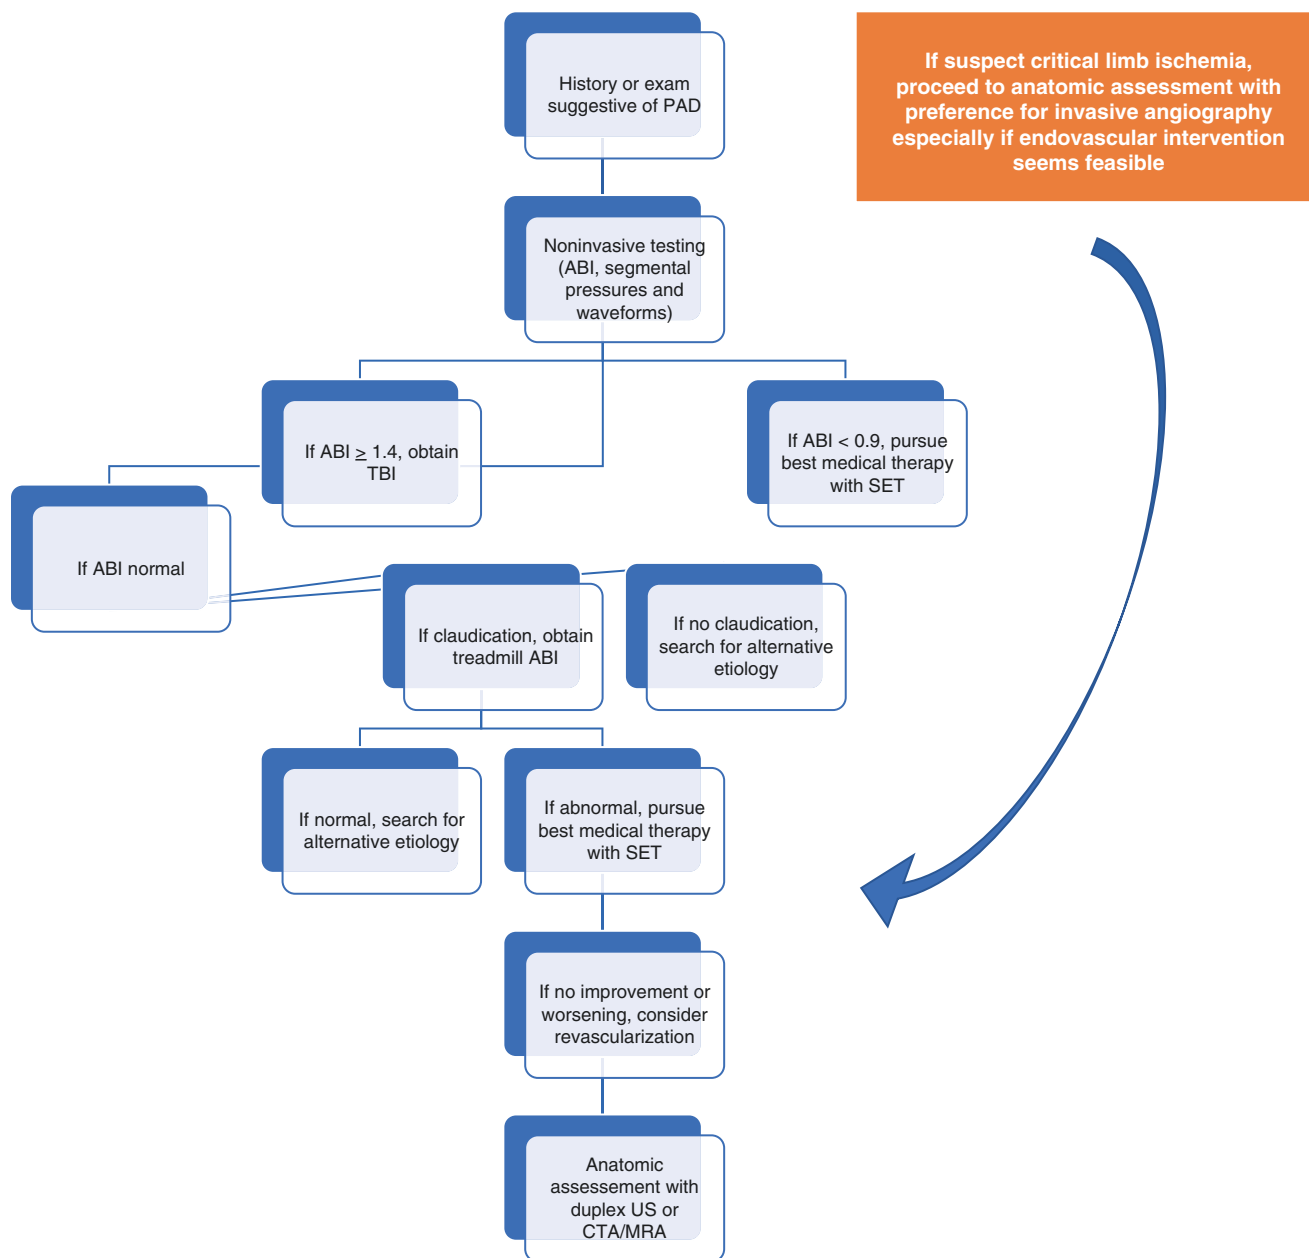 History or exam
suggestive of PAD
If suspect critical limb ischemia,
proceed to anatomic assessment with
preference for invasive angiography
especially if endovascular intervention
seems feasible
Noninvasive testing
(ABI, segmental
pressures and
waveforms)
If ABI ≥ 1.4, obtain
TBI
If ABI < 0.9, pursue
best medical therapy
with SET
If ABI normal
If claudication, obtain
treadmill ABI
If no claudication,
search for alternative
etiology
If normal, search for
alternative etiology
If abnormal, pursue
best medical therapy
with SET
If no improvement or
worsening, consider
revascularization
Anatomic
assessement with
duplex US or
CTA/MRA